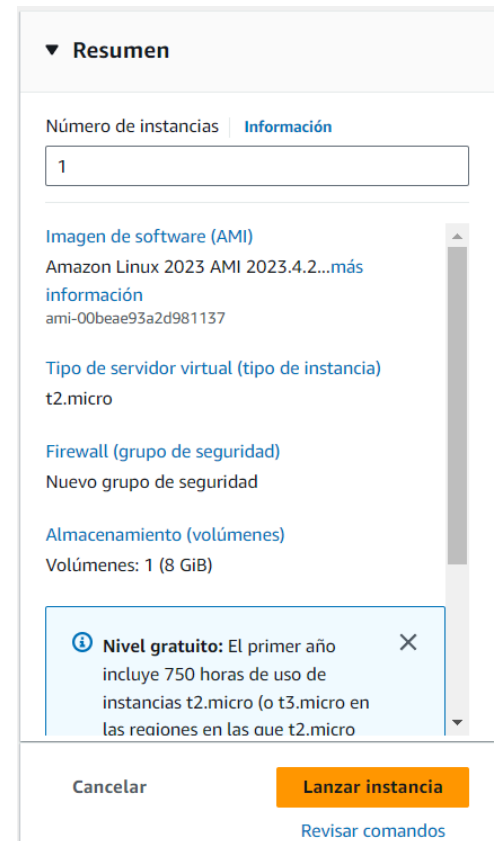 Resumen
Número de instancias Información
1
Imagen de software (AMI)
Amazon Linux 2023 AMI 2023.4.2...más
información
ami-00beae93a2d981137
Tipo de servidor virtual (tipo de instancia)
t2.micro
Firewall (grupo de seguridad)
Nuevo grupo de seguridad
Almacenamiento (volúmenes)
Volúmenes: 1 (8 GiB)
Nivel gratuito: El primer año
incluye 750 horas de uso de
instancias t2.micro (o t3.micro en
las regiones en las que t2.micro
Cancelar Lanzar instancia
Revisar comandos